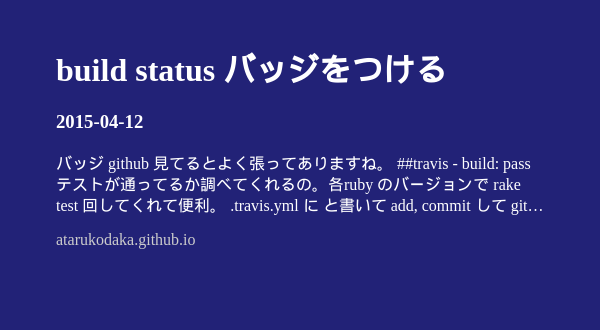 build status バッジをつける
2015-04-12
バッジ github 見てるとよく張ってありますね。 ##travis - build: pass
テストが通ってるか調べてくれるの。各ruby のバージョンで rake
test 回してくれて便利。 .travis.yml に と書いて add, commit して git…
atarukodaka.github.io